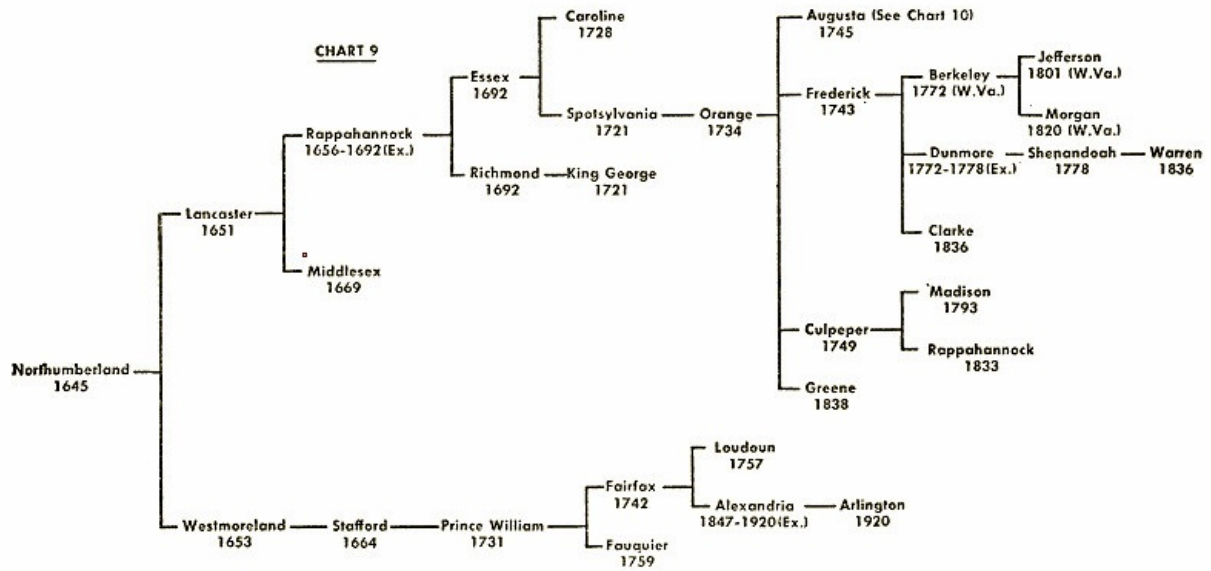 CHART 9
Caroline
1728
Augusta (See Chart 10)
1745
Jefferson
1801 (W.Va.)
Essex
1692
Berkeley
1772 (W.Va.)
Frederick
1743
Spotsylvania
1721
Orange
1734
Morgan
1820 (W.Va.)
Rappahannock
1656-1692(Ex.)
Dunmore
1772-1778(Ex.)
Shenandoah
1778
Warren
1836
Richmond
1692
King George
1721
Lancaster
1651
Clarke
1836
Middlesex
1669
Madison
1793
Culpeper
1749
Rappahannock
1833
Northumberland
1645
Greene
1838
Loudoun
1757
Fairfax
1742
Alexandria
1847-1920(Ex.)
Arlington
1920
Westmoreland
1653
Stafford
1664
Prince William
1731
Fauquier
1759